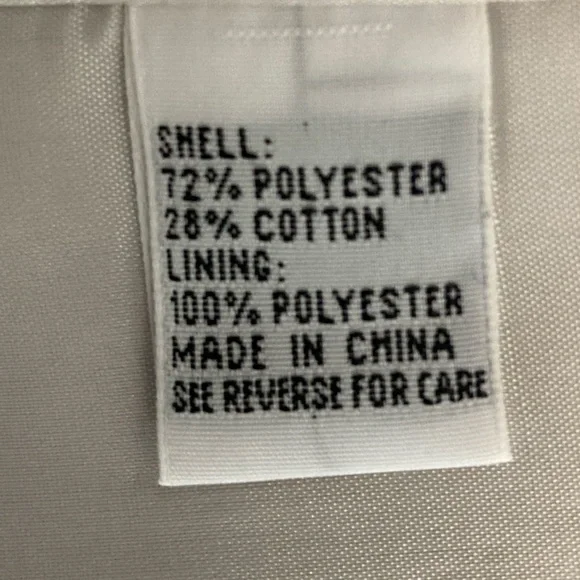 SHELL:
72% POLYESTER
28% COTTON
LINING:
100% POLYESTER
MADE IN CHINA
SEE REVERSE FOR CARE